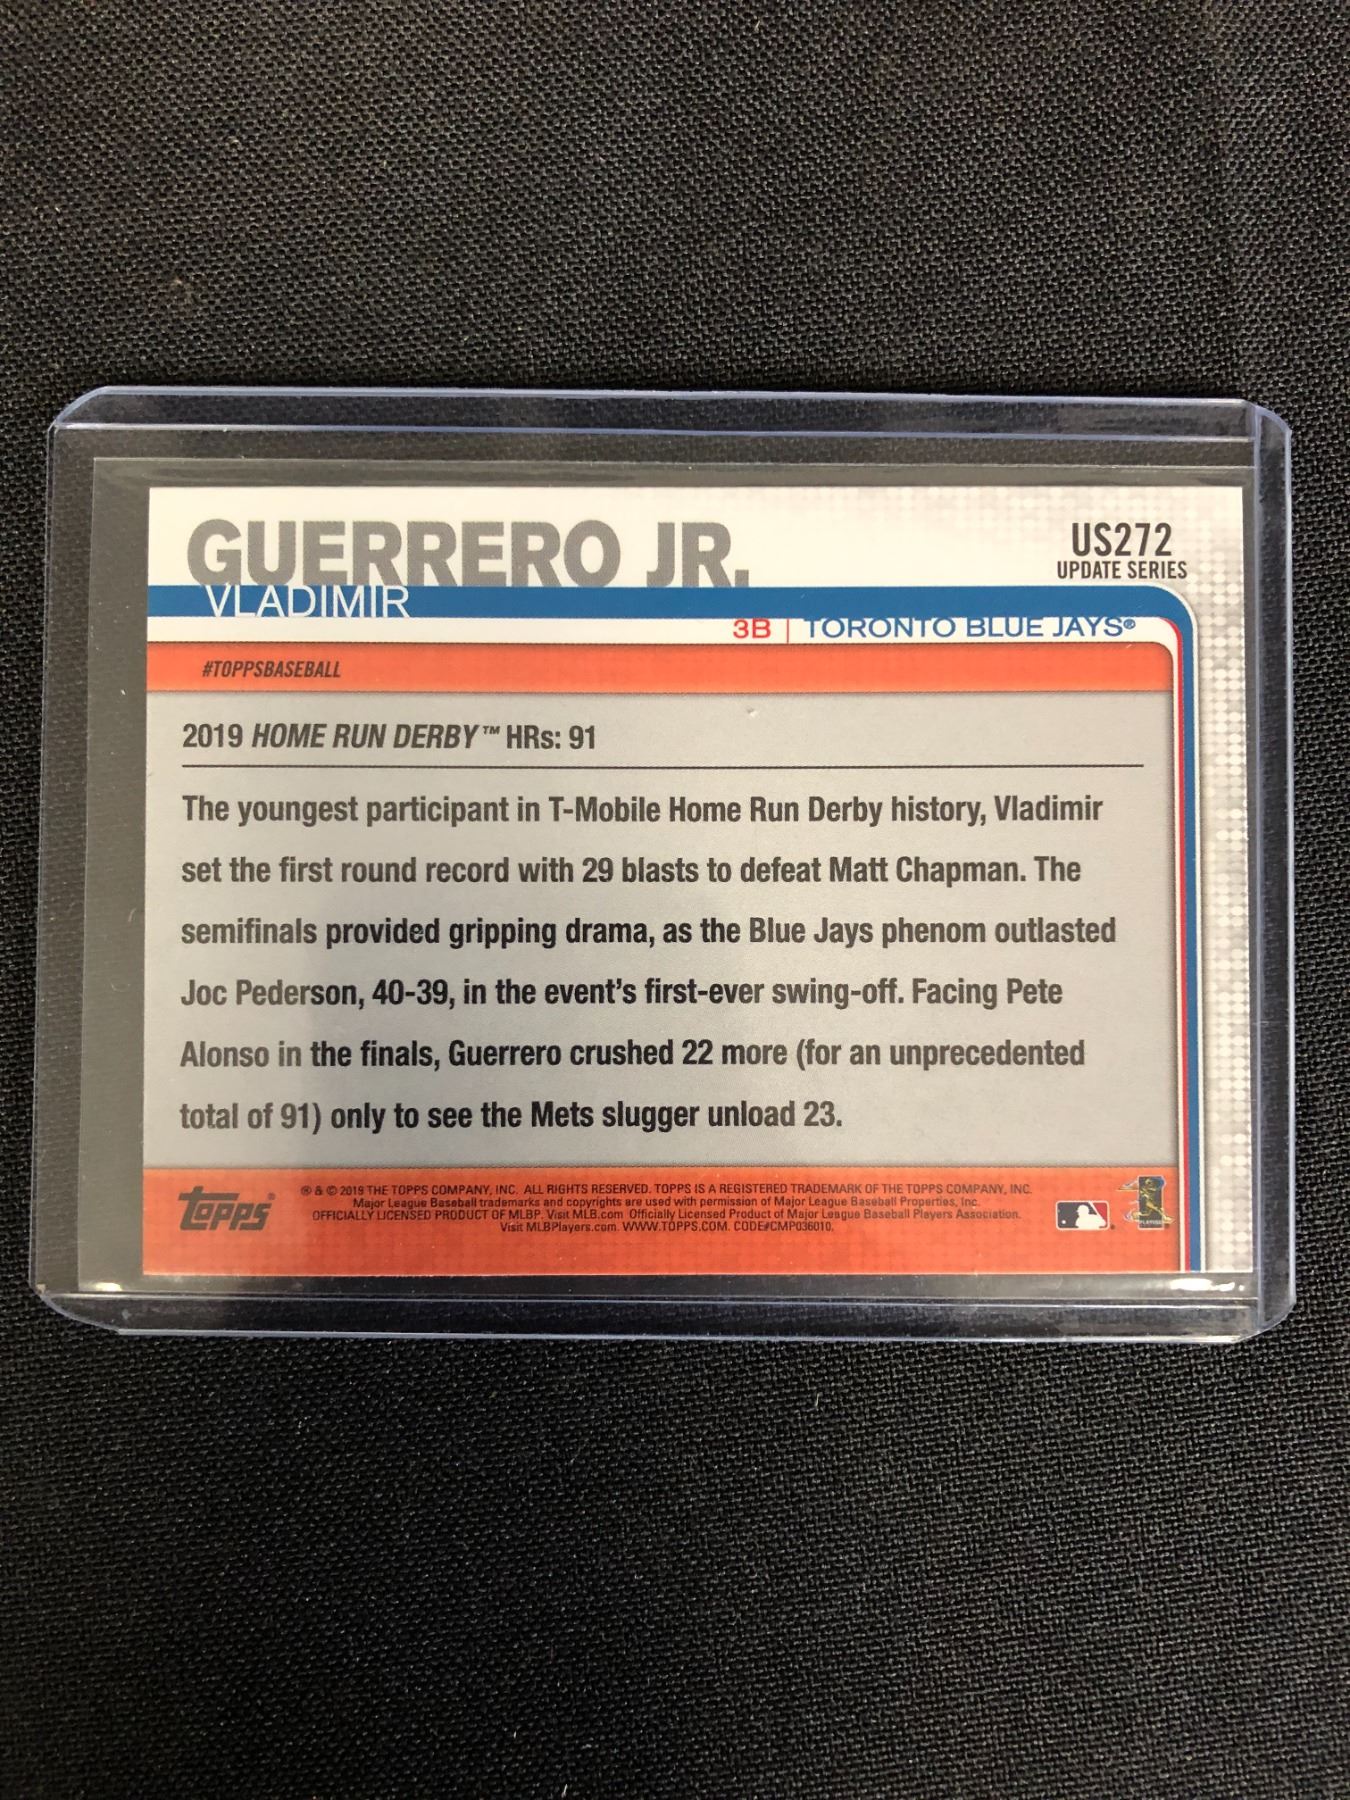 GUERRERO JR.
VLADIMIR
US272
UPDATE SERIES
3B | TORONTO BLUE JAYS®
#TOPPSBASEBALL
2019 HOME RUN DERBY™ HRs: 91
The youngest participant in T-Mobile Home Run Derby history, Vladimir
set the first round record with 29 blasts to defeat Matt Chapman. The
semifinals provided gripping drama, as the Blue Jays phenom outlasted
Joc Pederson, 40-39, in the event's first-ever swing-off. Facing Pete
Alonso in the finals, Guerrero crushed 22 more (for an unprecedented
total of 91) only to see the Mets slugger unload 23.
Topps®
® & © 2019 THE TOPPS COMPANY, INC. ALL RIGHTS RESERVED. TOPPS IS A REGISTERED TRADEMARK OF THE TOPPS COMPANY, INC.
Major League Baseball trademarks and copyrights are used with permission of Major League Baseball Properties, Inc.
OFFICIALLY LICENSED PRODUCT OF MLBP. Visit MLB.com Officially Licensed Product of Major League Baseball Players Association.
Visit MLBPlayers.com. WWW.TOPPS.COM. CODE#CMP036010.